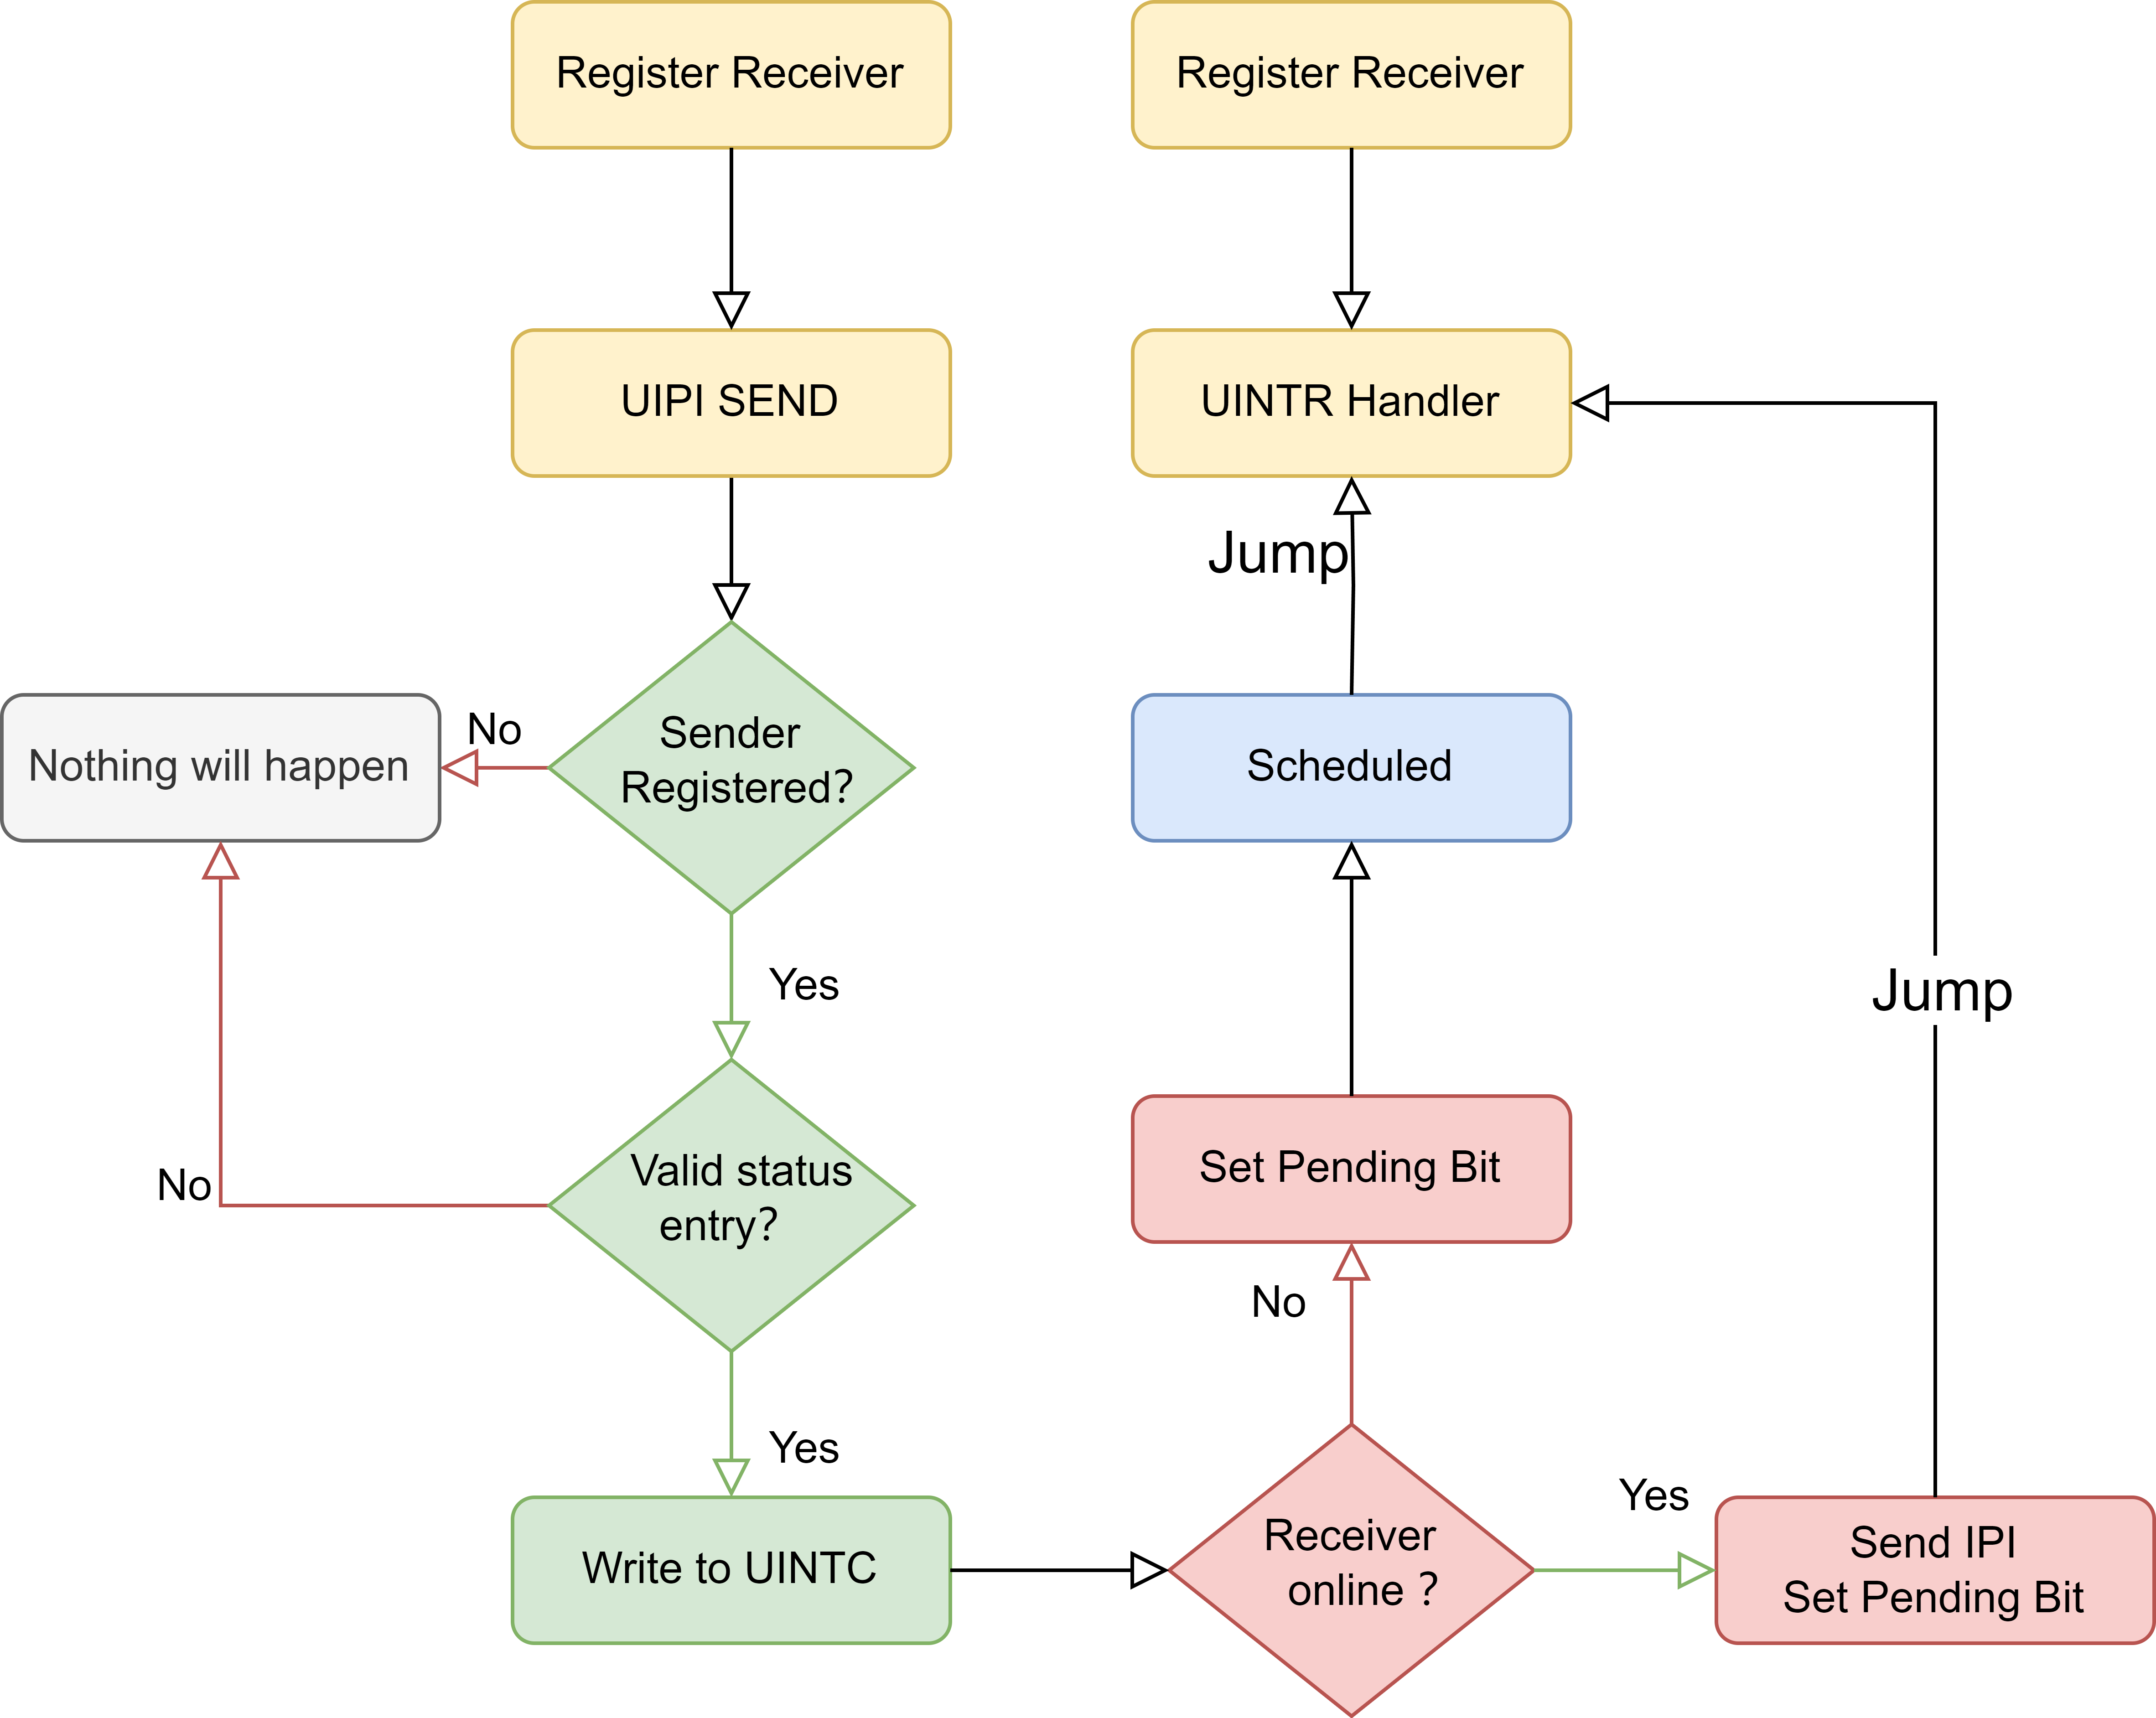 Register Receiver
Register Receiver
UIPI SEND
UINTR Handler
Jump
Sender
Registered?
No
Nothing will happen
Scheduled
Yes
Jump
Valid status
entry?
No
Set Pending Bit
No
Yes
Write to UINTC
Receiver
online ?
Yes
Send IPI
Set Pending Bit